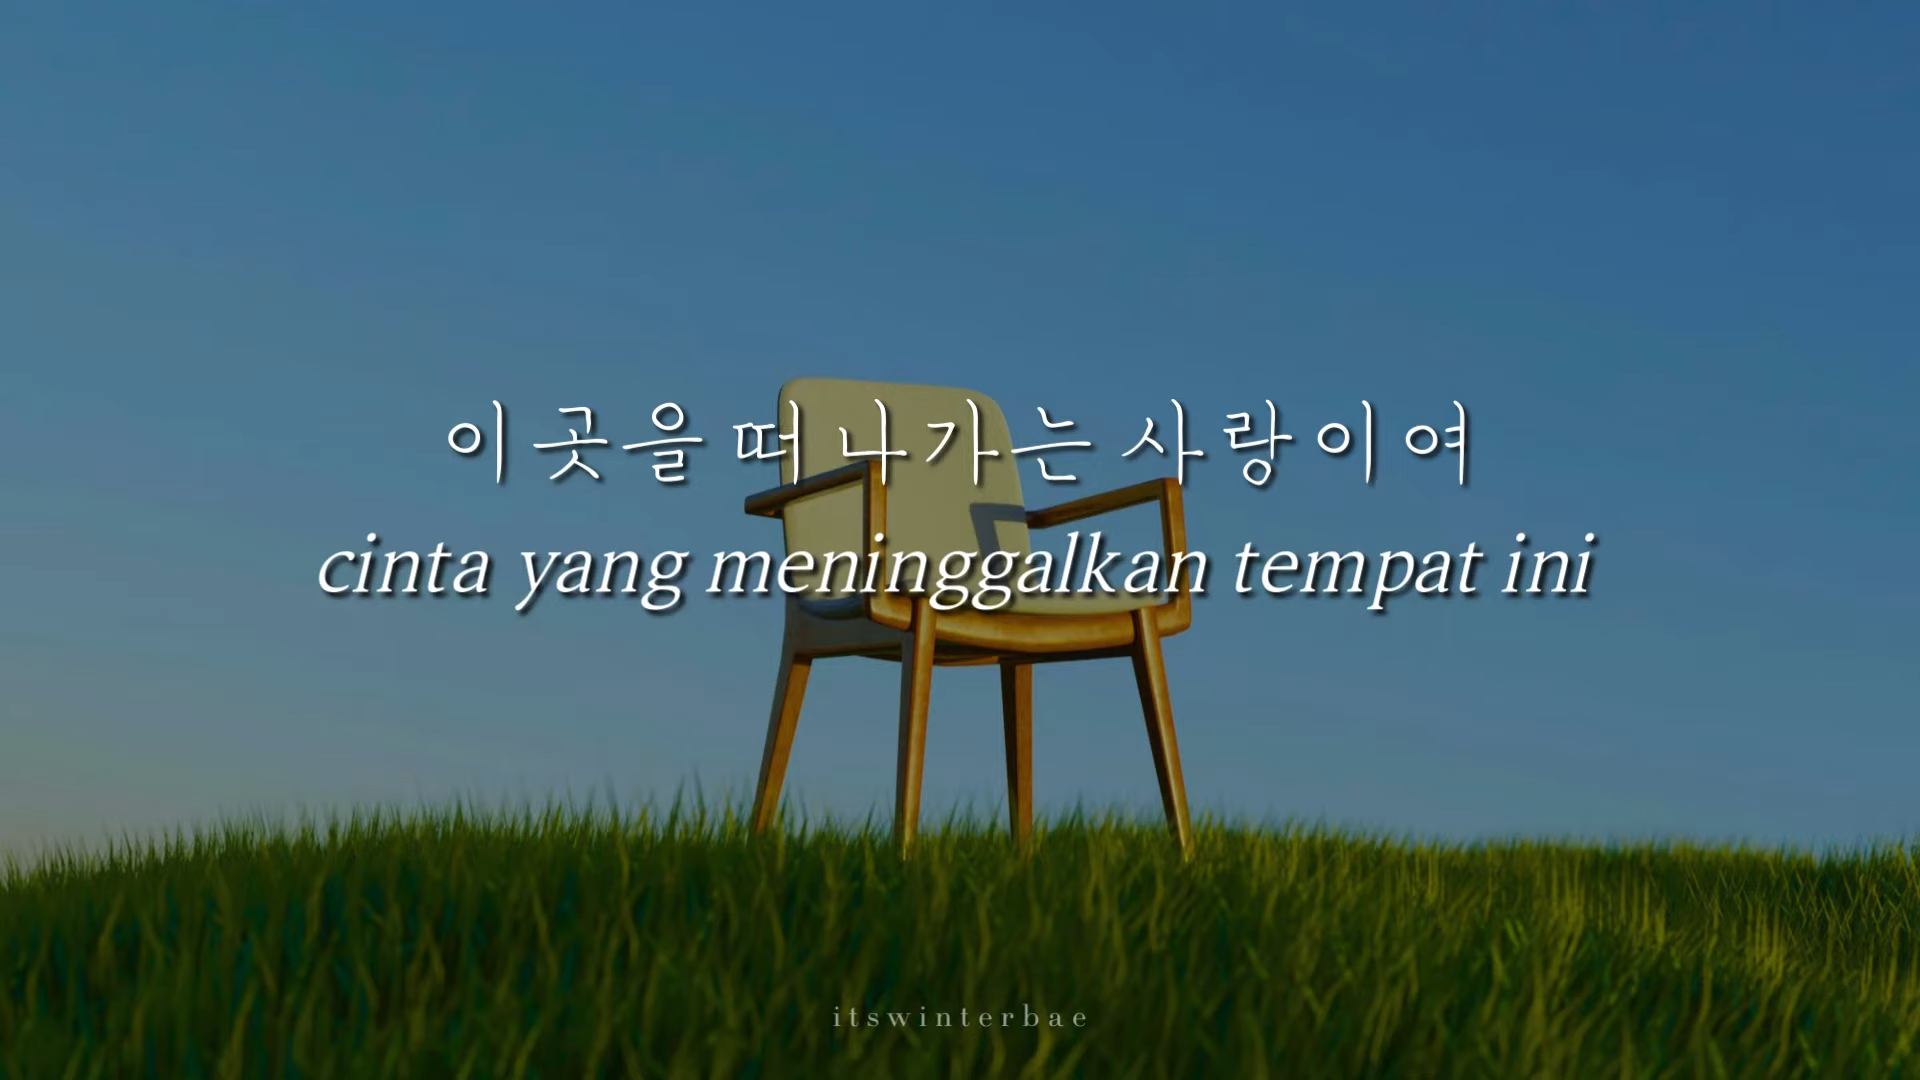 이곳을 떠나가는 사랑이여
cinta yang meninggalkan tempat ini
itswinterbae